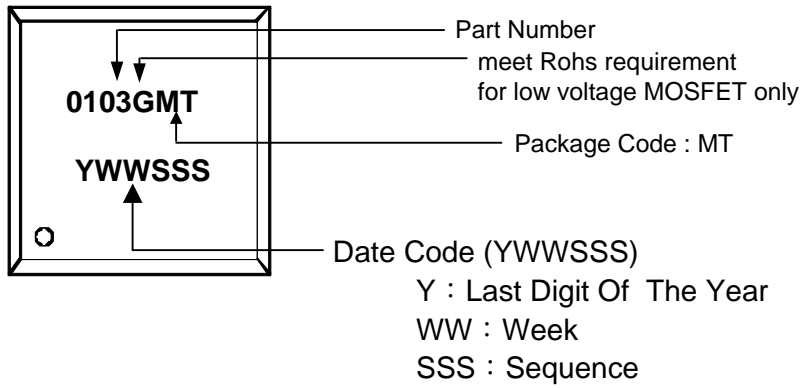 Part Number
meet Rohs requirement
for low voltage MOSFET only
0103GMT
Package Code : MT
YWWSSS
Date Code (YWWSSS)
Y：Last Digit Of The Year
WW：Week
SSS：Sequence